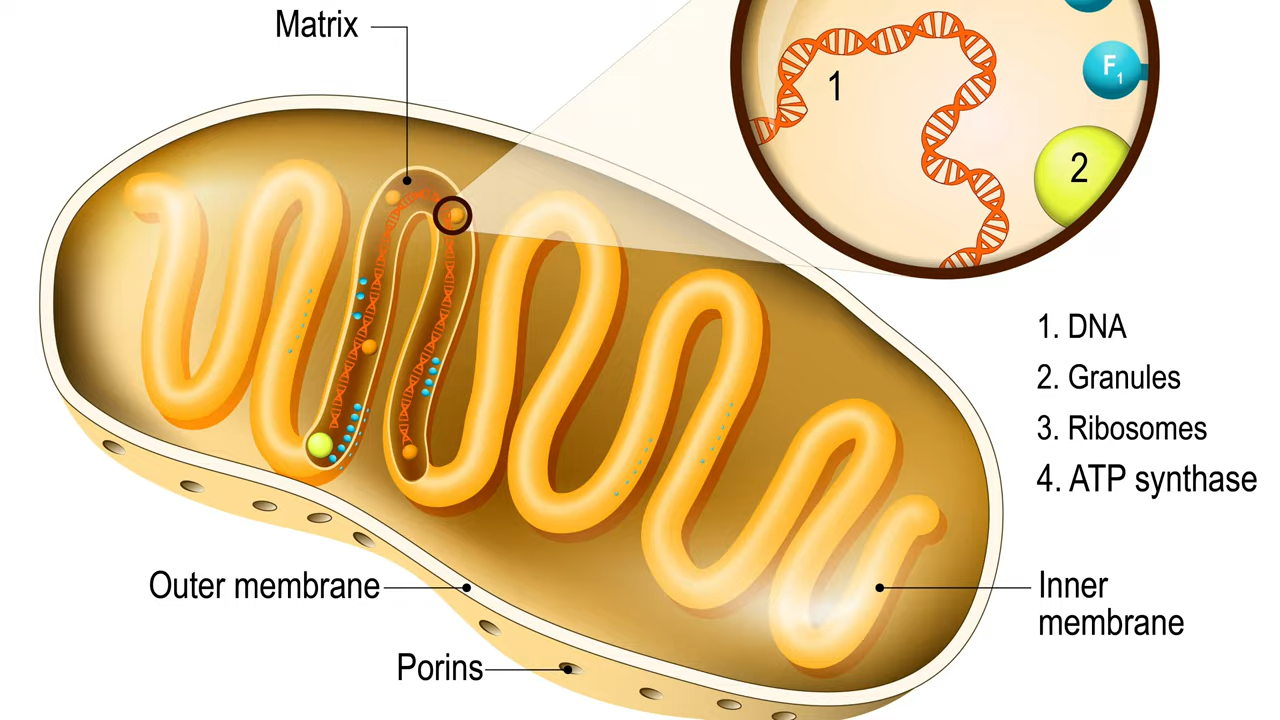 Matrix
1
F1
2
1. DNA
2. Granules
3. Ribosomes
4. ATP synthase
Outer membrane
Inner
membrane
Porins